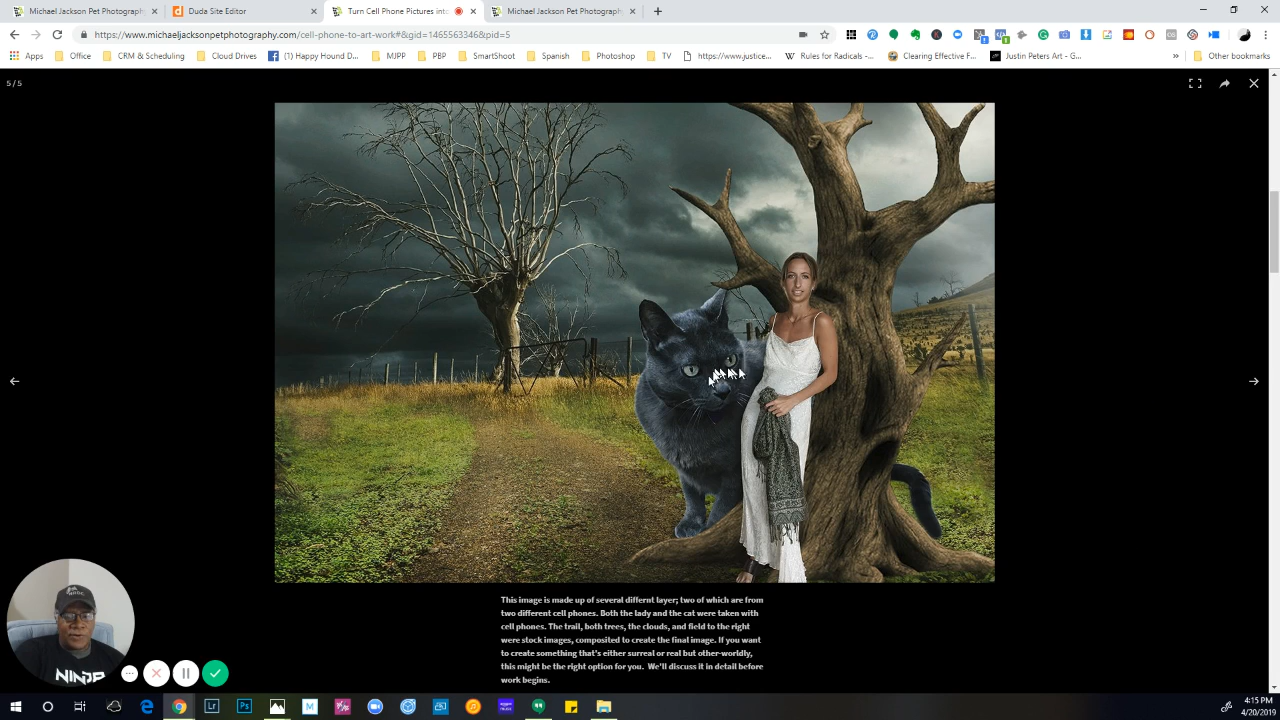 Michael Jackson Pet Photography
Duda Site Editor
Turn Cell Phone Pictures into
Michael Jackson Pet Photography
https://www.michaeljacksonpetphotography.com/cell-phone-to-art-work#&gid=1465563346&pid=5
Apps Office CRM & Scheduling Cloud Drives (1) Happy Hound D... MJPP PBP SmartShoot Spanish Photoshop TV https://www.justice... Rules for Radicals -... Clearing Effective F... Justin Peters Art - G... » Other bookmarks
5 / 5
This image is made up of several differnt layer; two of which are from
two different cell phones. Both the lady and the cat were taken with
cell phones. The trail, both trees, the clouds, and field to the right
were stock images, composited to create the final image. If you want
to create something that's either surreal or real but other-worldly,
this might be the right option for you. We'll discuss it in detail before
work begins.
NINJA
4:15 PM
4/20/2019